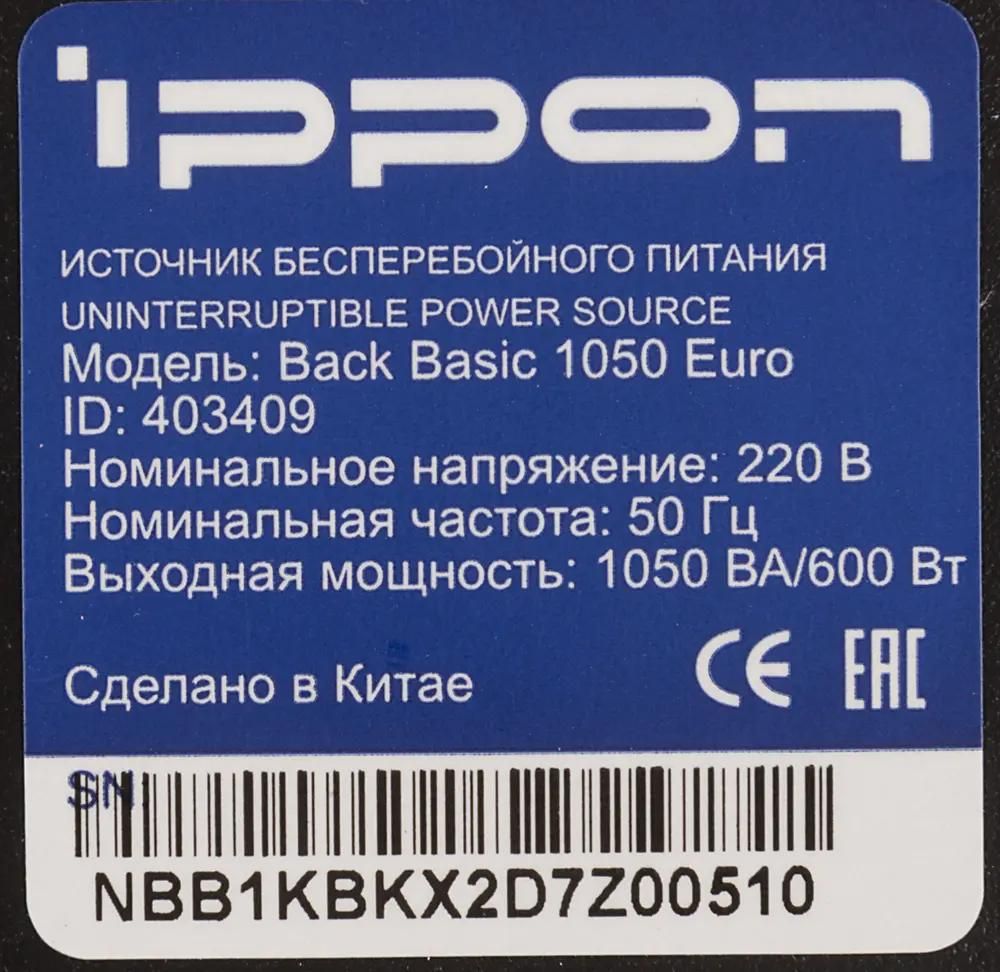 ippon
ИСТОЧНИК БЕСПЕРЕБОЙНОГО ПИТАНИЯ
UNINTERRUPTIBLE POWER SOURCE
Модель: Back Basic 1050 Euro
ID: 403409
Номинальное напряжение: 220 В
Номинальная частота: 50 Гц
Выходная мощность: 1050 ВА/600 Вт
Сделано в Китае
CE EAC
SN:
NBB1KBKX2D7Z00510